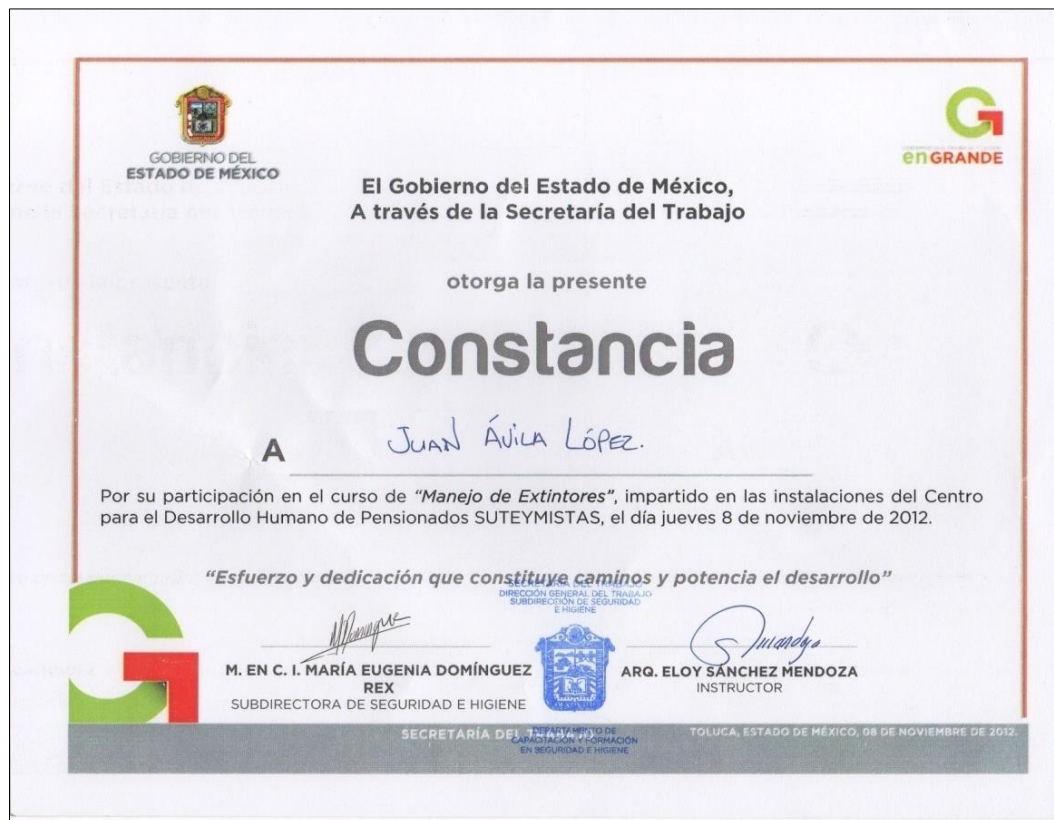 GOBIERNO DEL
ESTADO DE MÉXICO
enGRANDE
El Gobierno del Estado de México,
A través de la Secretaría del Trabajo
otorga la presente
Constancia
A JUAN ÁVILA LÓPEZ.
Por su participación en el curso de “Manejo de Extintores”, impartido en las instalaciones del Centro
para el Desarrollo Humano de Pensionados SUTEYMISTAS, el día jueves 8 de noviembre de 2012.
“Esfuerzo y dedicación que constituye caminos y potencia el desarrollo”
SECRETARÍA DEL TRABAJO
DIRECCIÓN GENERAL DEL TRABAJO
SUBDIRECCIÓN DE SEGURIDAD
E HIGIENE
M. EN C. I. MARÍA EUGENIA DOMÍNGUEZ
REX
SUBDIRECTORA DE SEGURIDAD E HIGIENE
ARQ. ELOY SÁNCHEZ MENDOZA
INSTRUCTOR
DEPARTAMENTO DE
CAPACITACIÓN Y FORMACIÓN
EN SEGURIDAD E HIGIENE
SECRETARÍA DEL TRABAJO
TOLUCA, ESTADO DE MÉXICO, 08 DE NOVIEMBRE DE 2012.